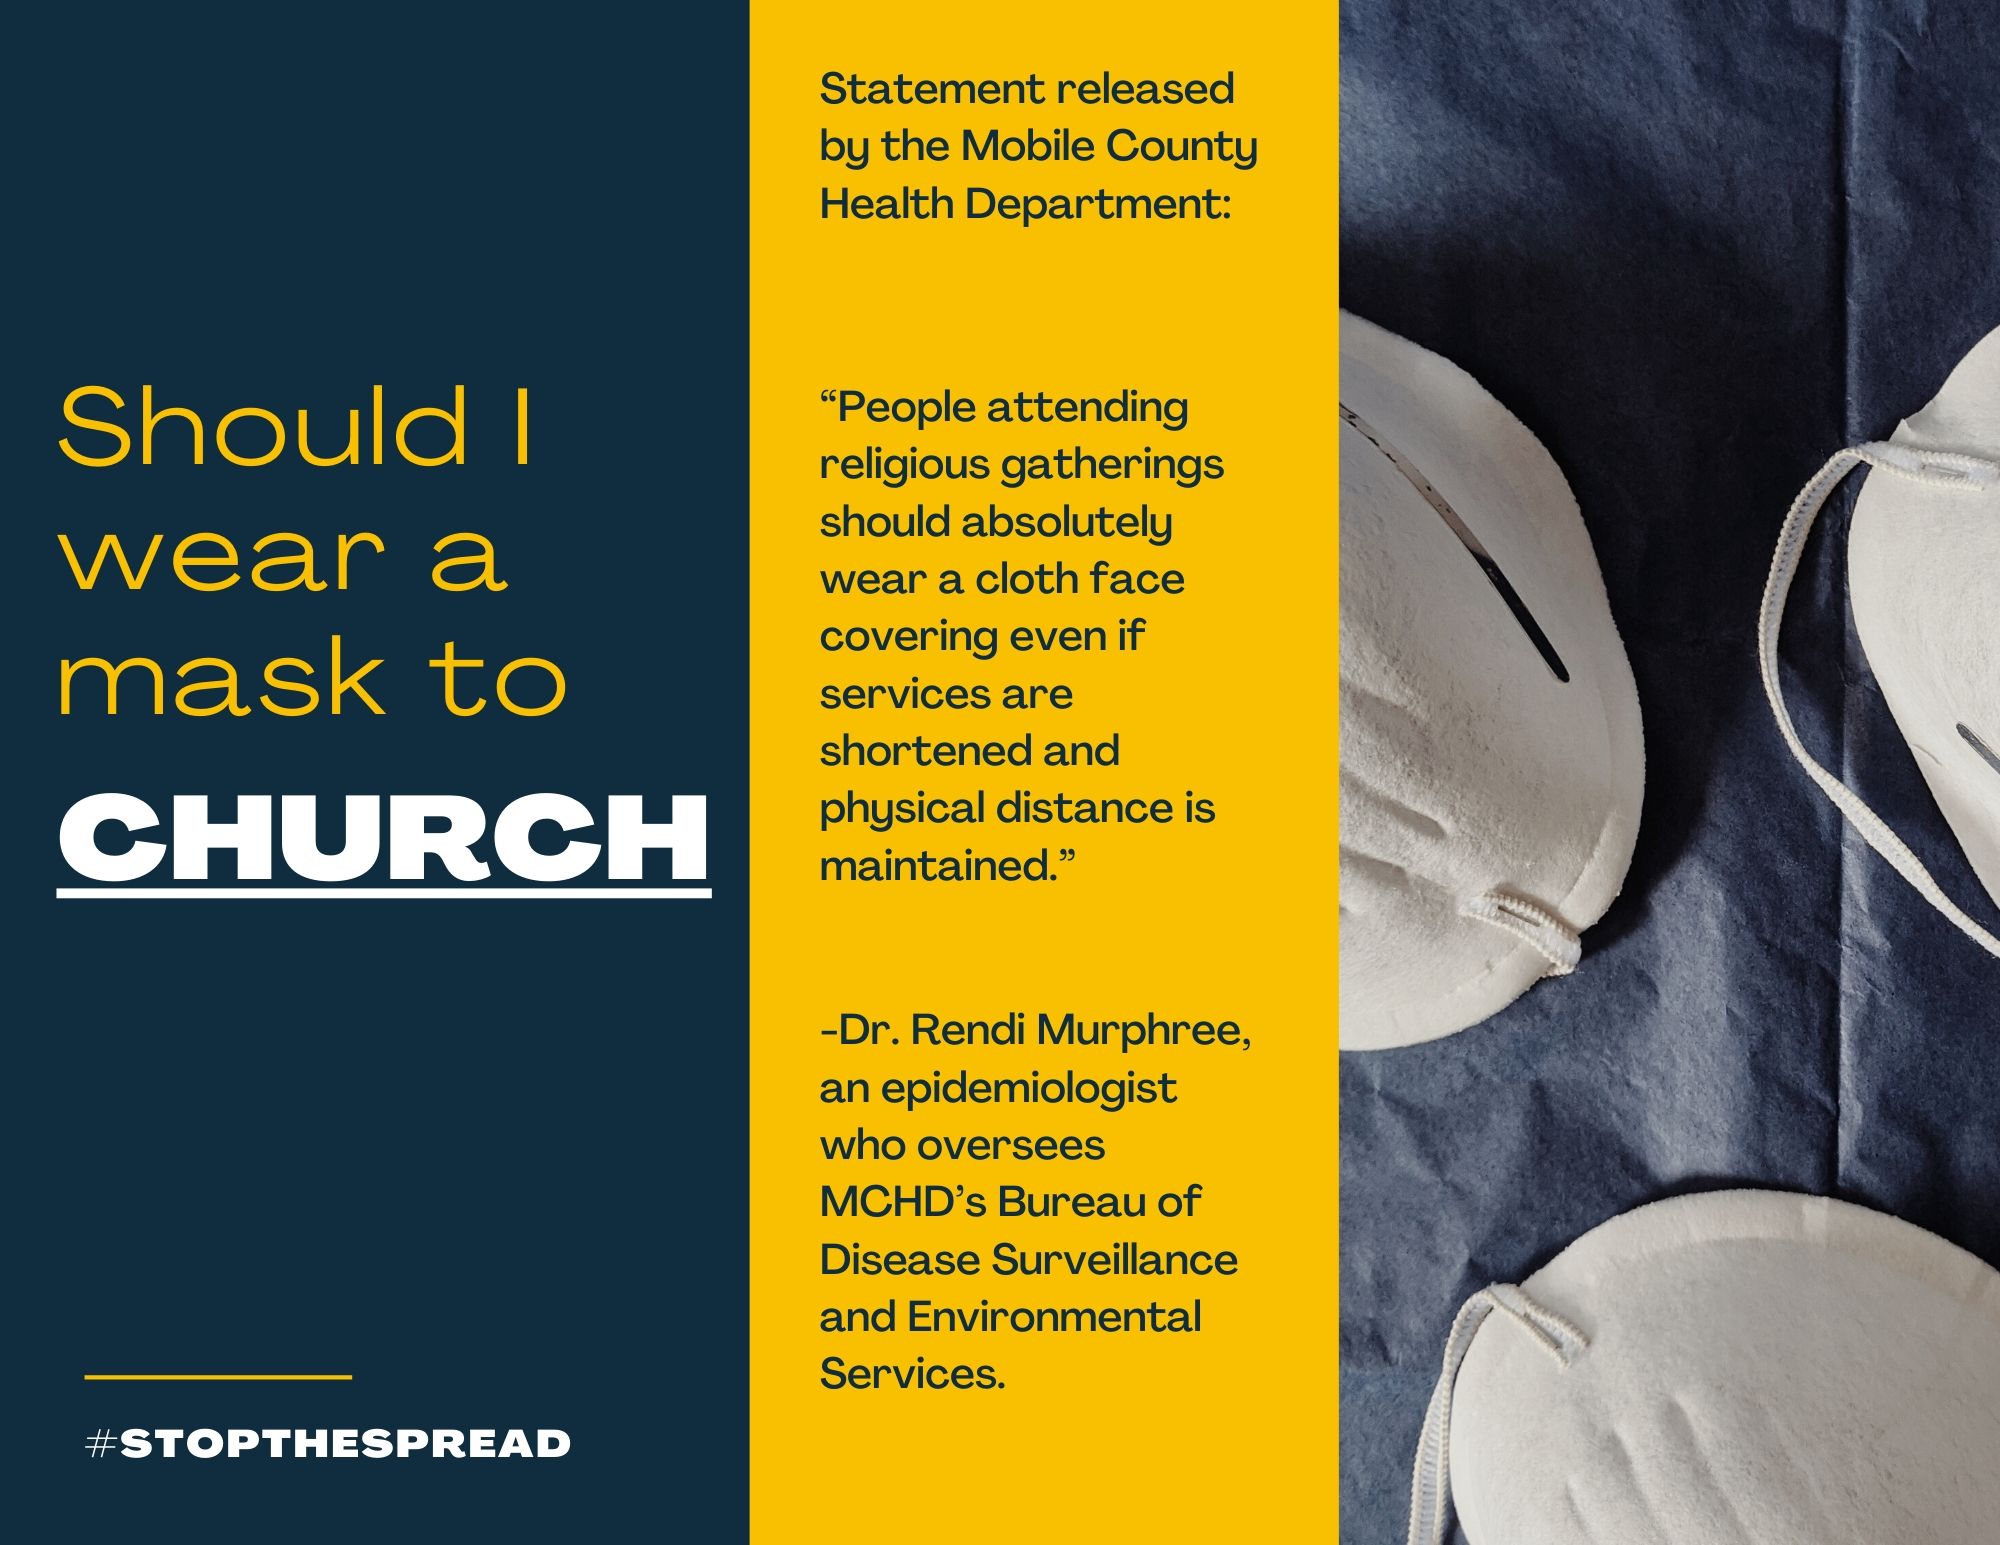 Should I
wear a
mask to
CHURCH
#STOPTHESPREAD
Statement released
by the Mobile County
Health Department:
“People attending
religious gatherings
should absolutely
wear a cloth face
covering even if
services are
shortened and
physical distance is
maintained.”
-Dr. Rendi Murphree,
an epidemiologist
who oversees
MCHD’s Bureau of
Disease Surveillance
and Environmental
Services.